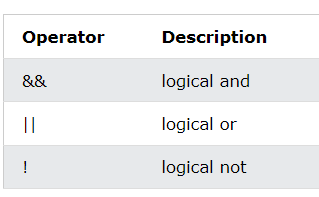 Operator Description
&& logical and
|| logical or
! logical not